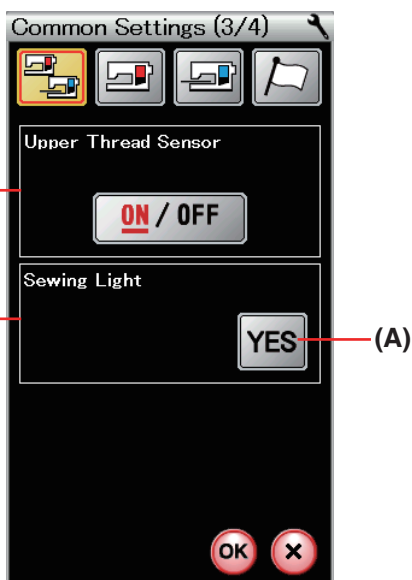 Common Settings (3/4)
Upper Thread Sensor
ON / OFF
Sewing Light
YES
(A)
OK